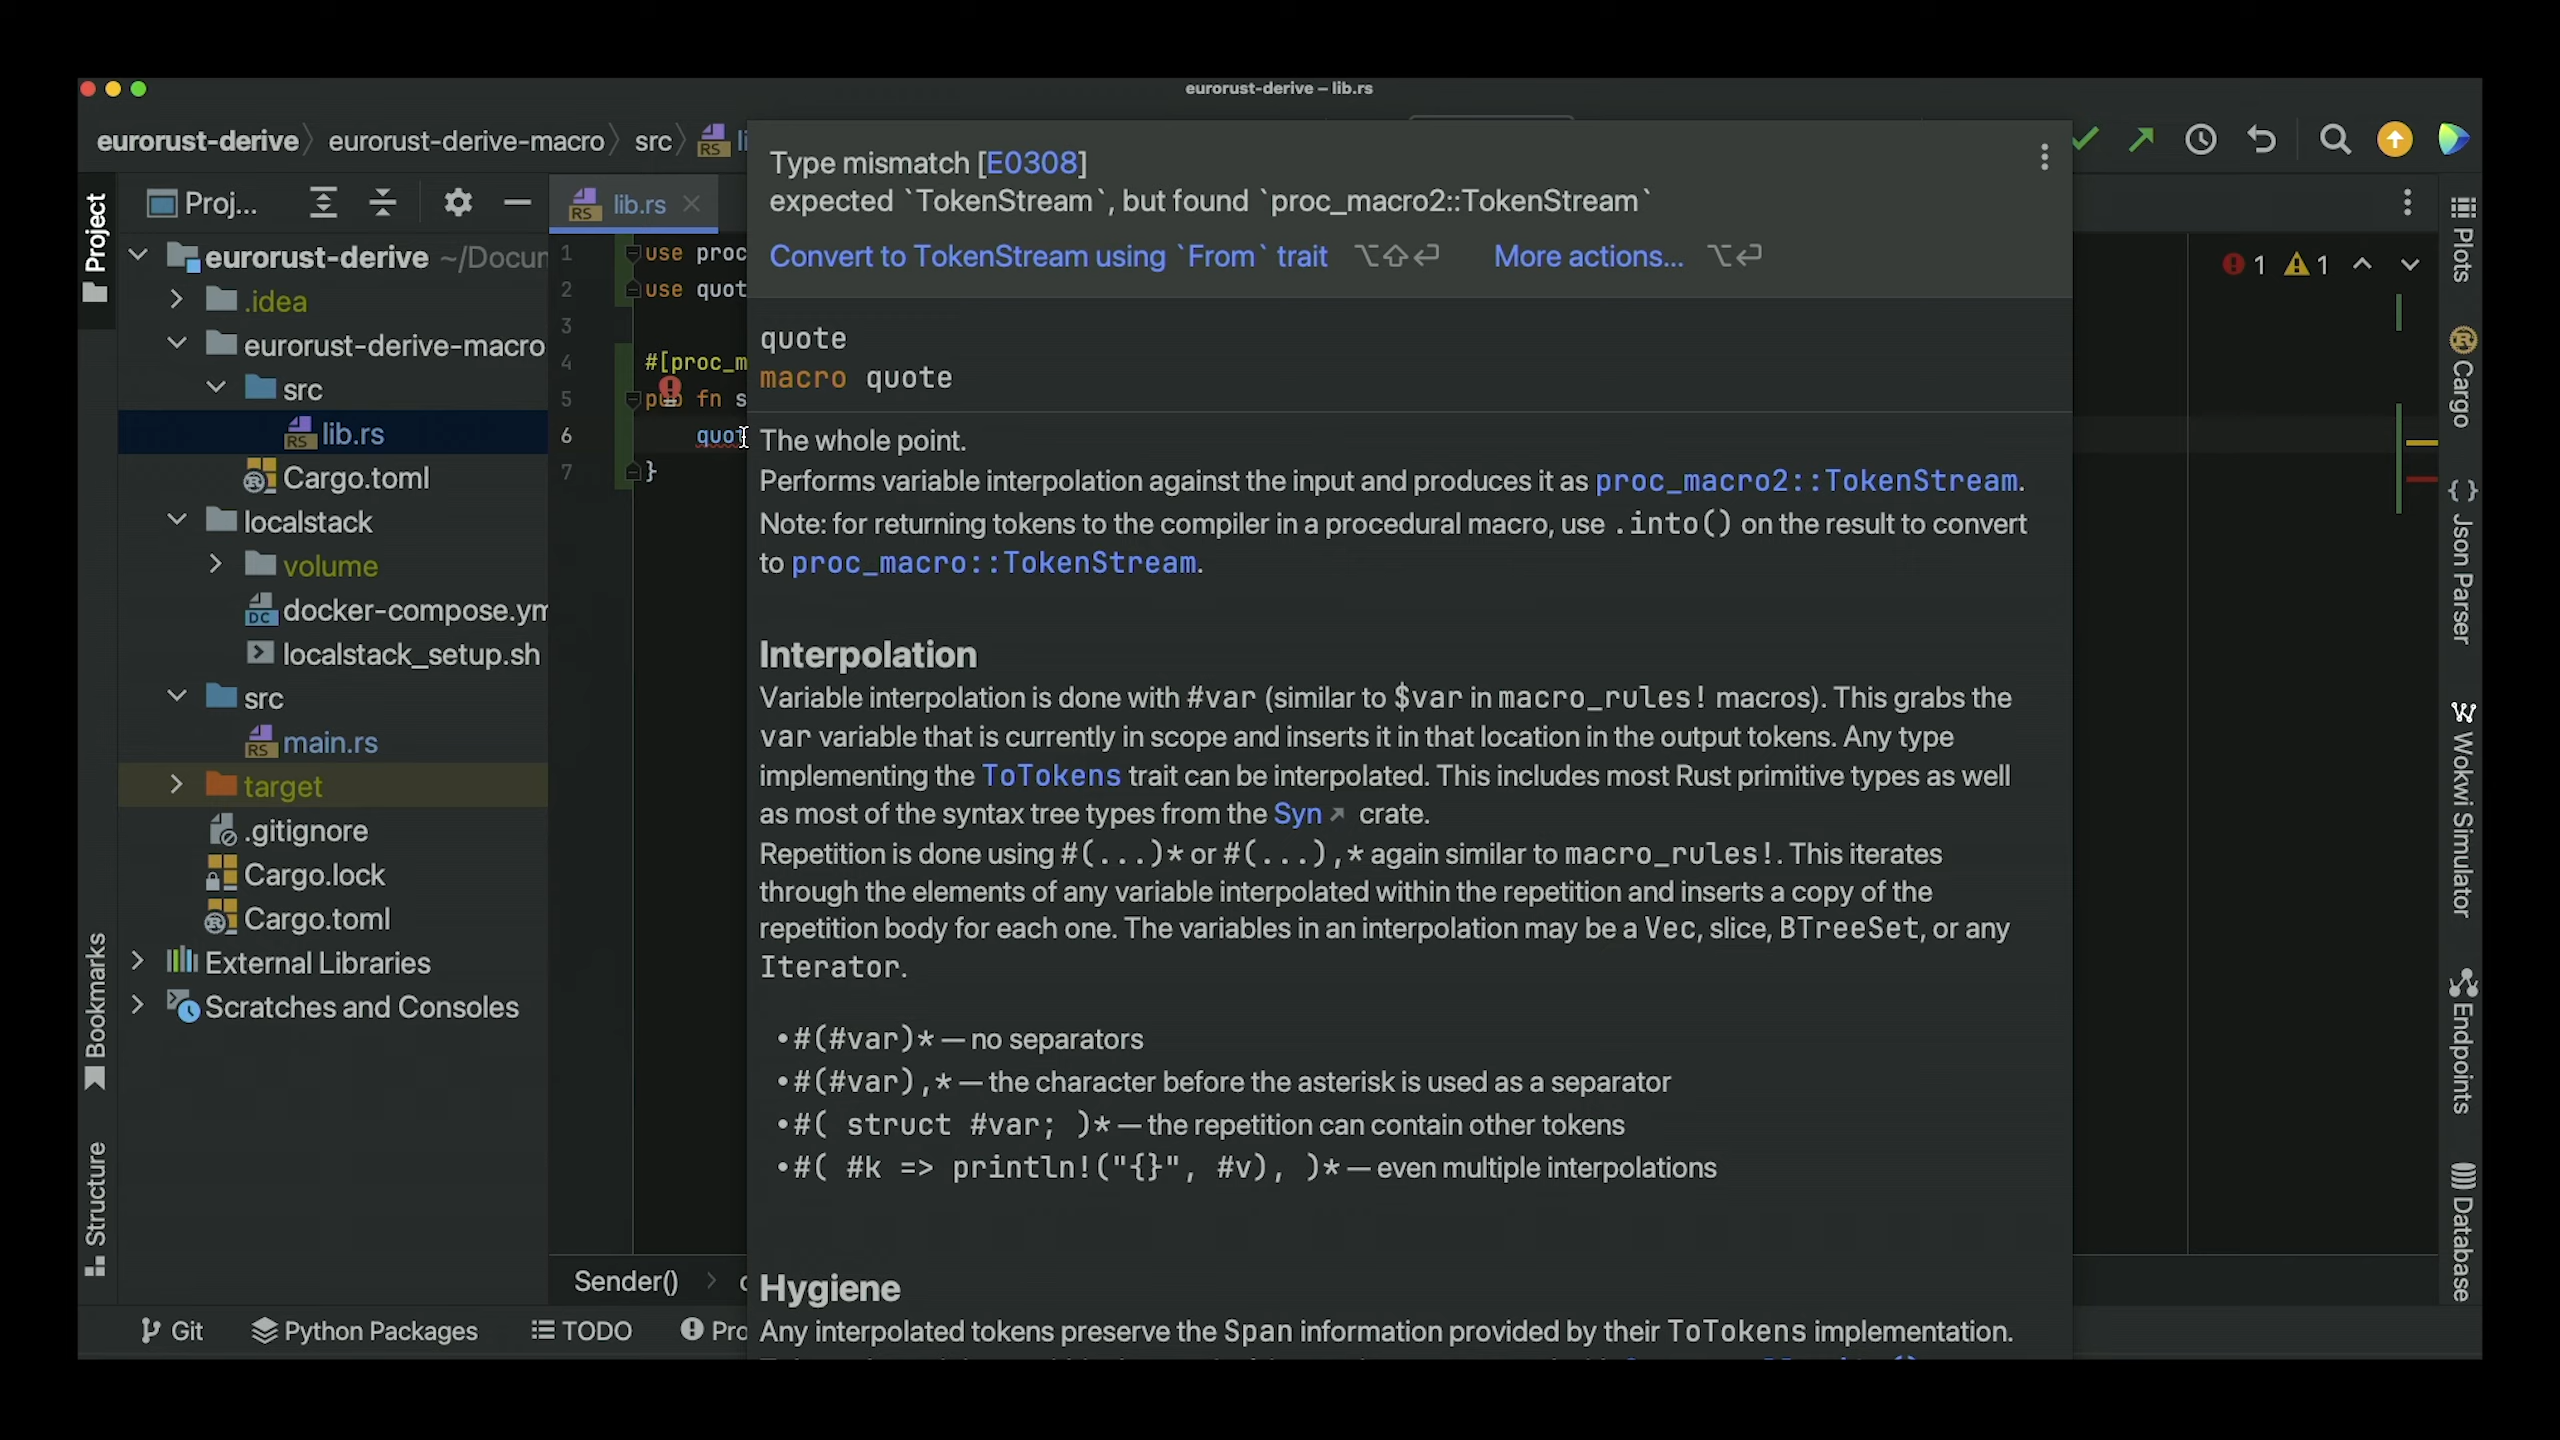 eurorust-derive – lib.rs
eurorust-derive eurorust-derive-macro src
Project
Proj...
lib.rs
eurorust-derive ~/Docum
.idea
eurorust-derive-macro
src
lib.rs
Cargo.toml
localstack
volume
docker-compose.ym
localstack_setup.sh
src
main.rs
target
.gitignore
Cargo.lock
Cargo.toml
External Libraries
Scratches and Consoles
Bookmarks
Structure
1 use proc
2 use quot
3
4 #[proc_m
5 pub fn s
6 quot
7 }
1 1
Type mismatch [E0308]
expected `TokenStream`, but found `proc_macro2::TokenStream`
Convert to TokenStream using `From` trait ⌥⇧⏎ More actions... ⌥⏎
quote
macro quote
The whole point.
Performs variable interpolation against the input and produces it as proc_macro2::TokenStream.
Note: for returning tokens to the compiler in a procedural macro, use .into() on the result to convert
to proc_macro::TokenStream.
Interpolation
Variable interpolation is done with #var (similar to $var in macro_rules! macros). This grabs the
var variable that is currently in scope and inserts it in that location in the output tokens. Any type
implementing the ToTokens trait can be interpolated. This includes most Rust primitive types as well
as most of the syntax tree types from the Syn crate.
Repetition is done using #(...)* or #(...),* again similar to macro_rules!. This iterates
through the elements of any variable interpolated within the repetition and inserts a copy of the
repetition body for each one. The variables in an interpolation may be a Vec, slice, BTreeSet, or any
Iterator.
•#(#var)* — no separators
•#(#var),* — the character before the asterisk is used as a separator
•#( struct #var; )* — the repetition can contain other tokens
•#( #k => println!("{}", #v), )* — even multiple interpolations
Hygiene
Any interpolated tokens preserve the Span information provided by their ToTokens implementation.
Plots
Cargo
Json Parser
Wokwi Simulator
Endpoints
Database
Sender()
Git
Python Packages
TODO
Pro